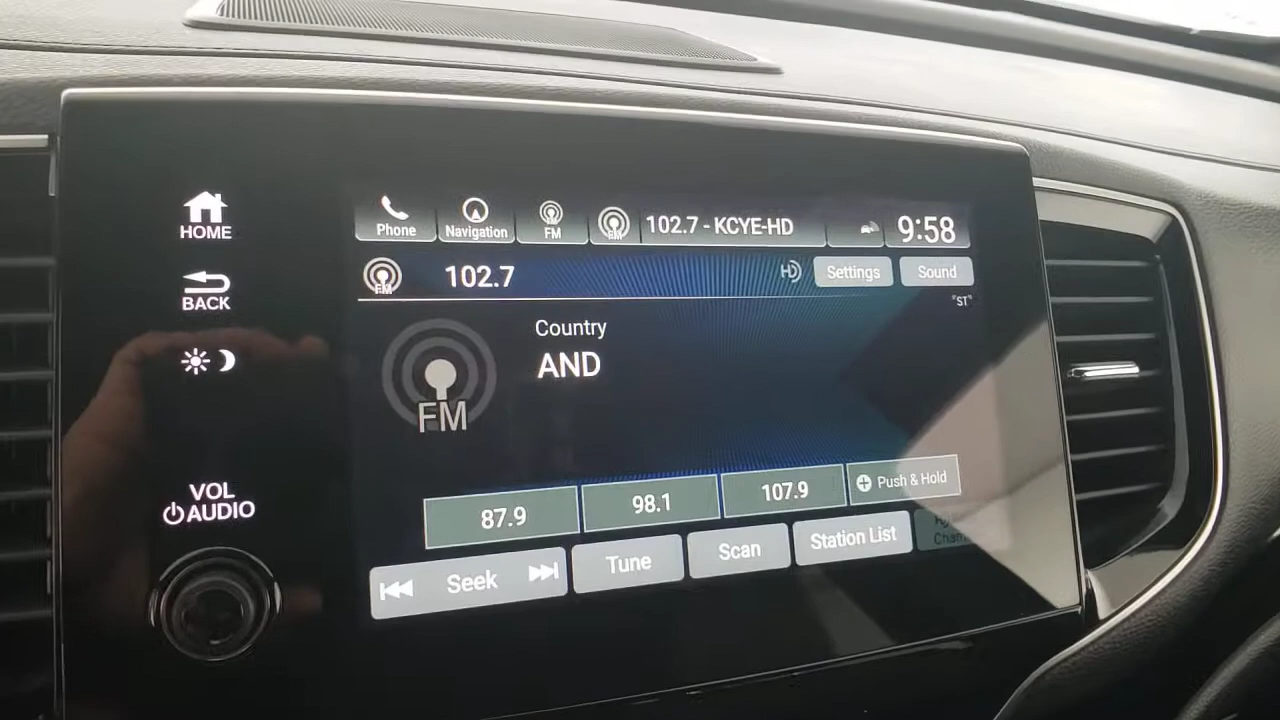 HOME
BACK
VOL
AUDIO
Phone
Navigation
FM
FM
102.7 - KCYE-HD
9:58
FM
102.7
HD
Settings
Sound
"ST"
Country
AND
FM
87.9
98.1
107.9
Push & Hold
Seek
Tune
Scan
Station List